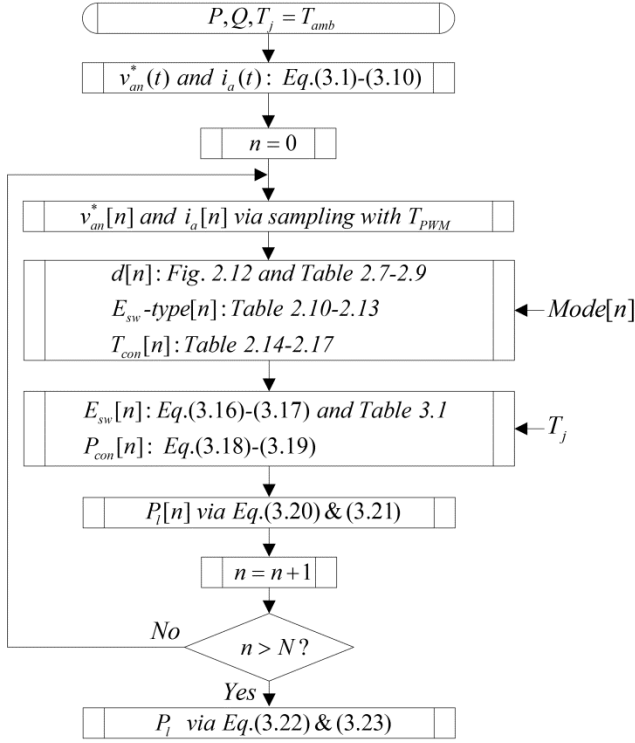 P, Q, T_j = T_amb
v*_an(t) and i_a(t): Eq.(3.1)-(3.10)
n = 0
v*_an[n] and i_a[n] via sampling with T_PWM
d[n]: Fig. 2.12 and Table 2.7-2.9
E_sw-type[n]: Table 2.10-2.13
T_con[n]: Table 2.14-2.17
Mode[n]
E_sw[n]: Eq.(3.16)-(3.17) and Table 3.1
P_con[n]: Eq.(3.18)-(3.19)
T_j
P_l[n] via Eq.(3.20) & (3.21)
n = n+1
No
n > N?
Yes
P_l via Eq.(3.22) & (3.23)